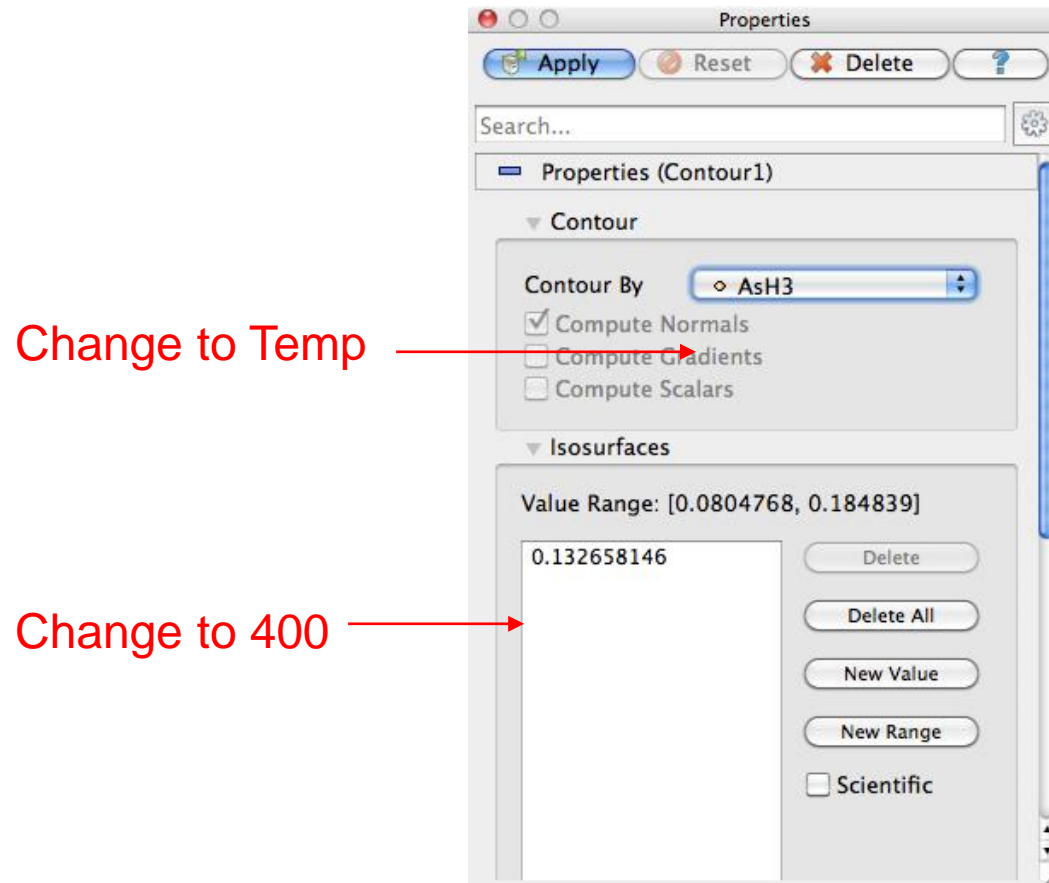 Properties
Apply Reset Delete ?
Search...
Properties (Contour1)
Contour
Contour By AsH3
Compute Normals
Change to Temp
Compute Gradients
Compute Scalars
Isosurfaces
Value Range: [0.0804768, 0.184839]
0.132658146 Delete
Change to 400
Delete All
New Value
New Range
Scientific